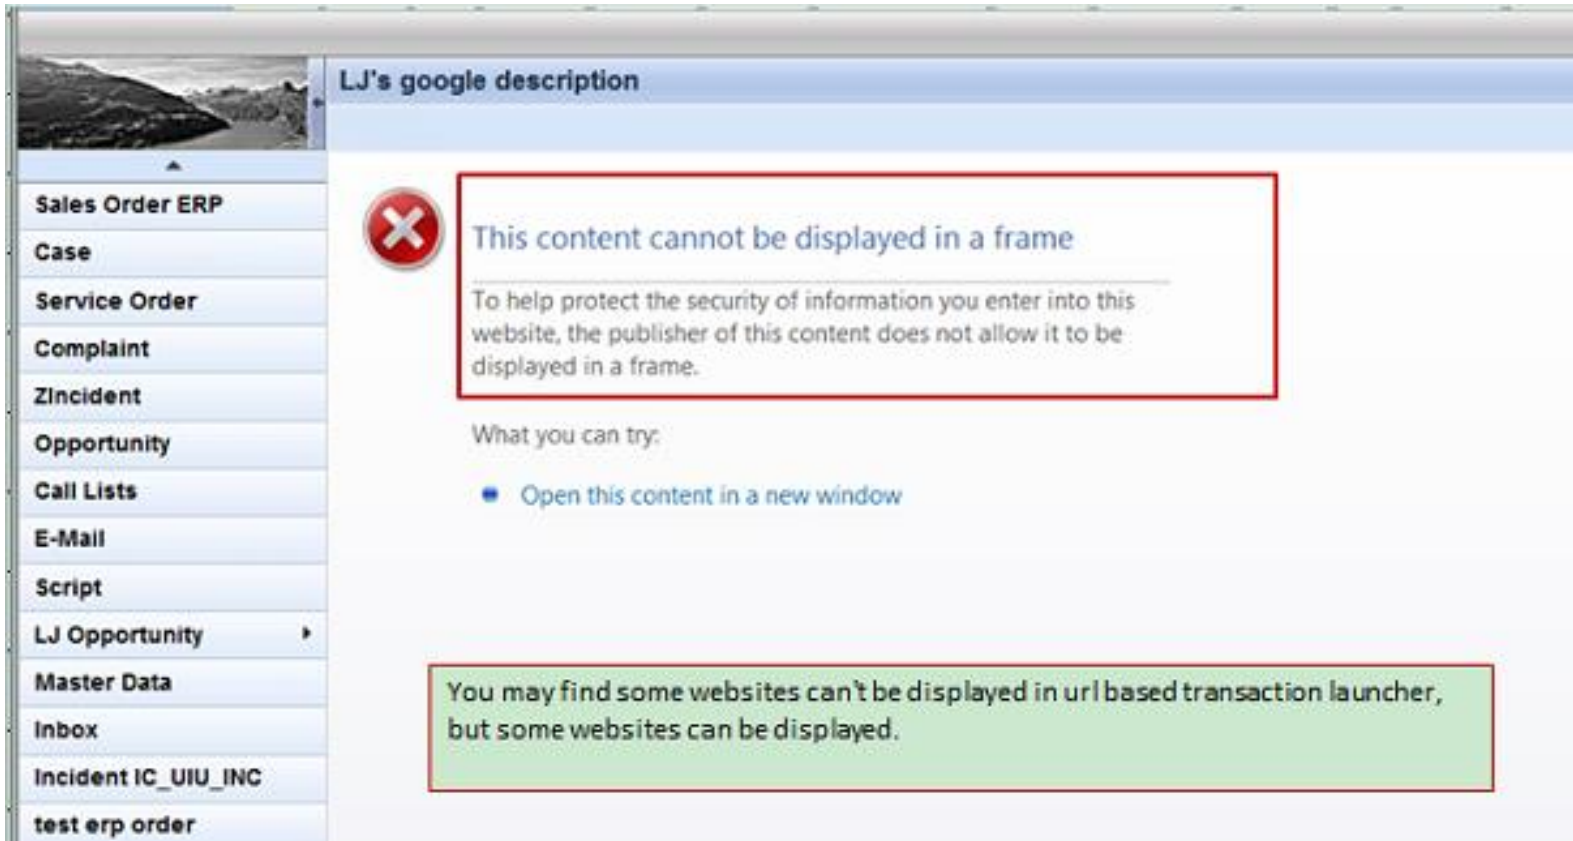 LJ's google description
Sales Order ERP
Case
Service Order
Complaint
ZIncident
Opportunity
Call Lists
E-Mail
Script
LJ Opportunity
Master Data
Inbox
Incident IC_UIU_INC
test erp order
This content cannot be displayed in a frame
To help protect the security of information you enter into this
website, the publisher of this content does not allow it to be
displayed in a frame.
What you can try:
Open this content in a new window
You may find some websites can't be displayed in url based transaction launcher,
but some websites can be displayed.